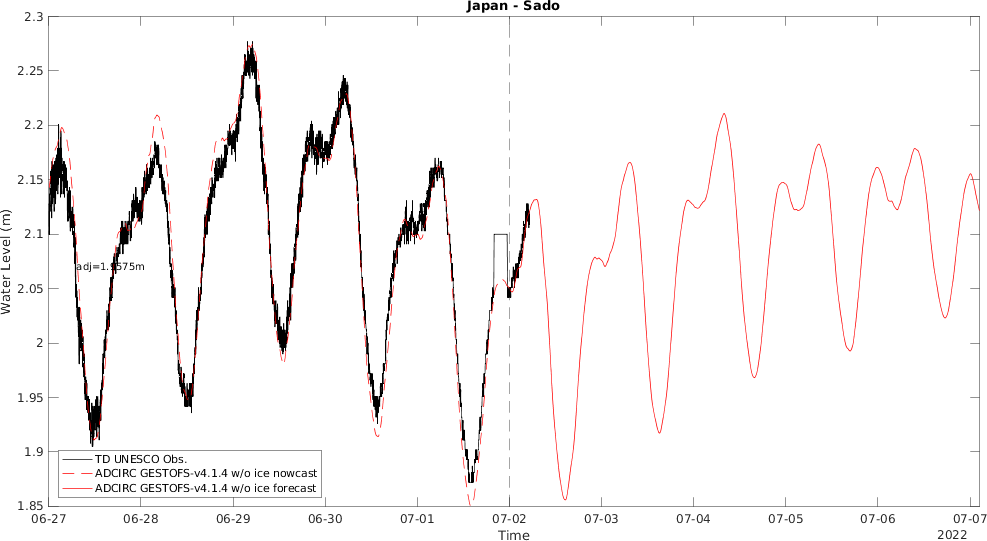 Japan - Sado
2.3
2.25
2.2
2.15
2.1
2.05
2
1.95
1.9
1.85
Water Level (m)
adj=1.9575m
TD UNESCO Obs.
ADCIRC GESTOFS-v4.1.4 w/o ice nowcast
ADCIRC GESTOFS-v4.1.4 w/o ice forecast
06-27 06-28 06-29 06-30 07-01 07-02 07-03 07-04 07-05 07-06 07-07
Time
2022